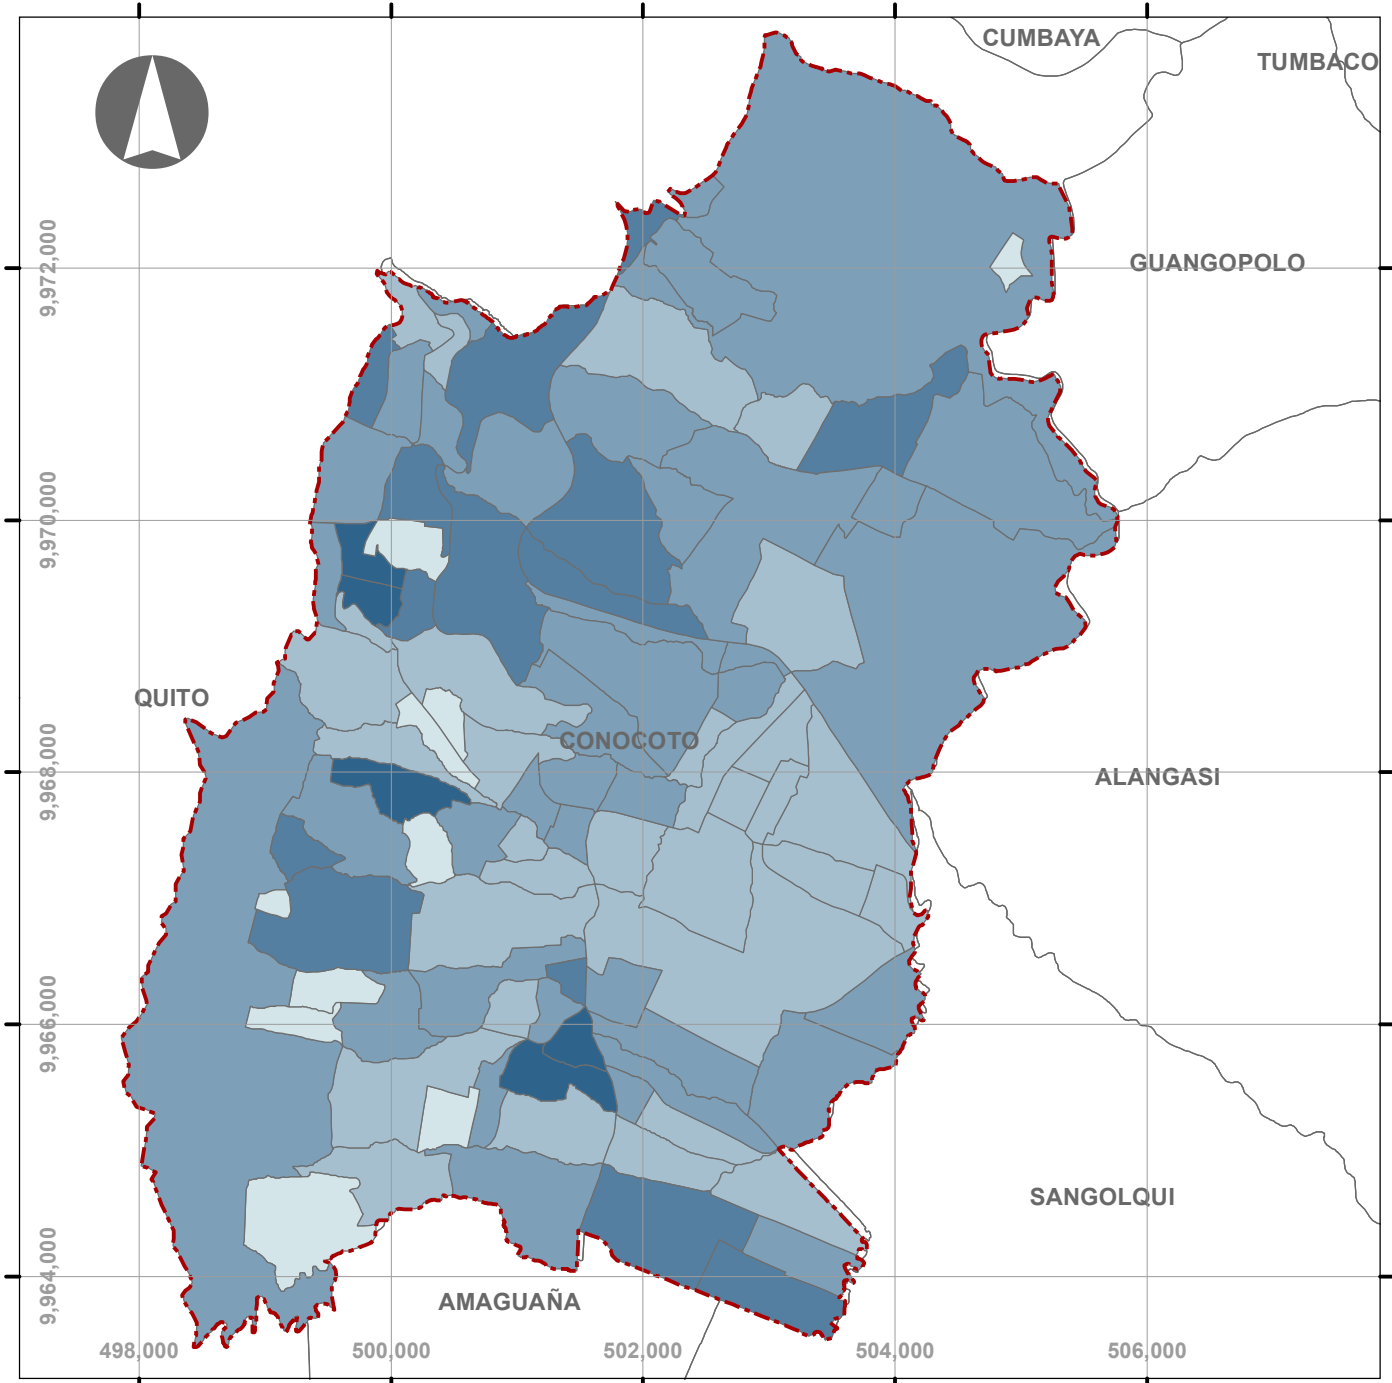 CUMBAYA
TUMBACO
GUANGOPOLO
9,972,000
9,970,000
QUITO
CONOCOTO
9,968,000
ALANGASI
9,966,000
SANGOLQUI
9,964,000
AMAGUAÑA
498,000 500,000 502,000 504,000 506,000